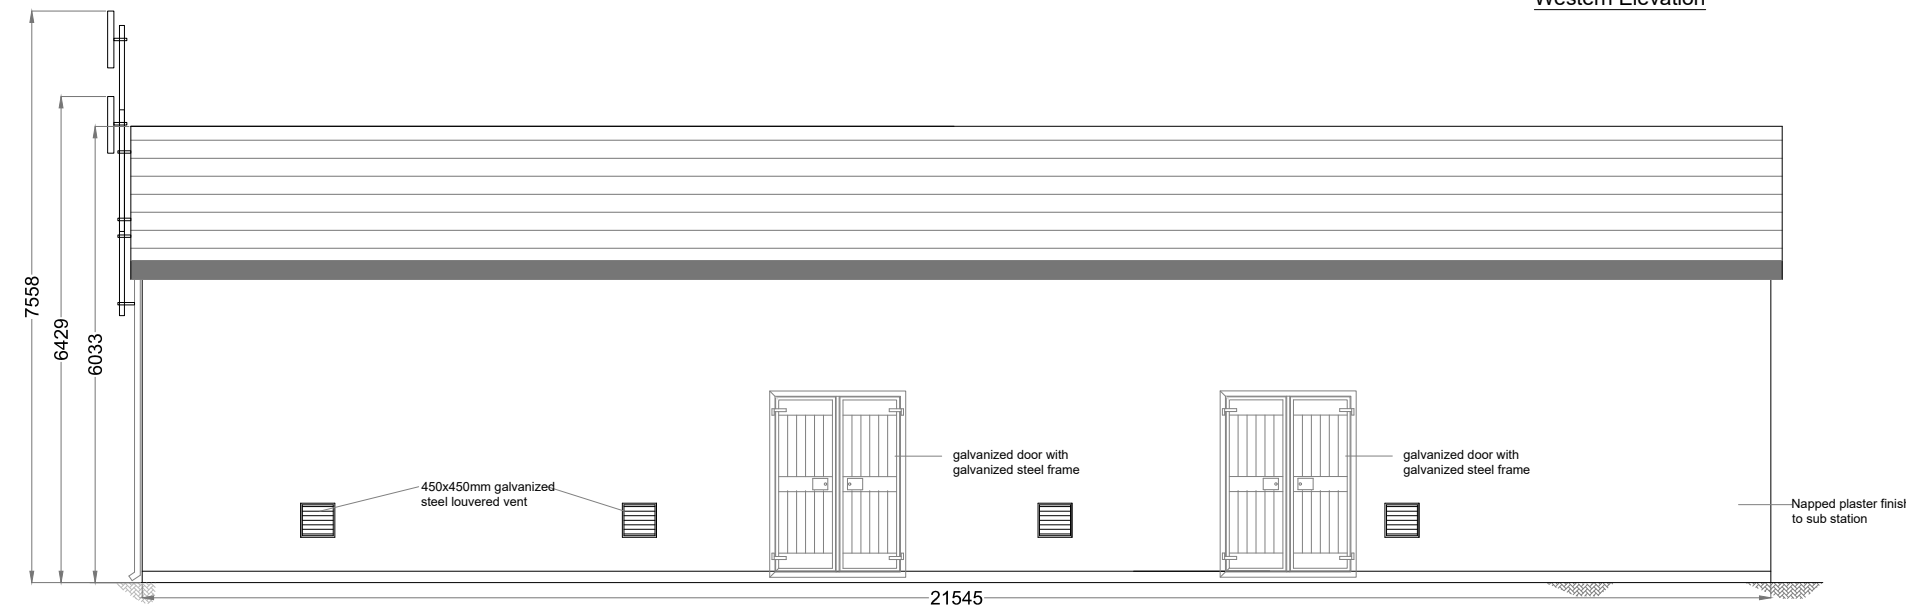 Western Elevation
7558
6429
6033
450x450mm galvanized
steel louvered vent
galvanized door with
galvanized steel frame
galvanized door with
galvanized steel frame
Napped plaster finish
to sub station
21545